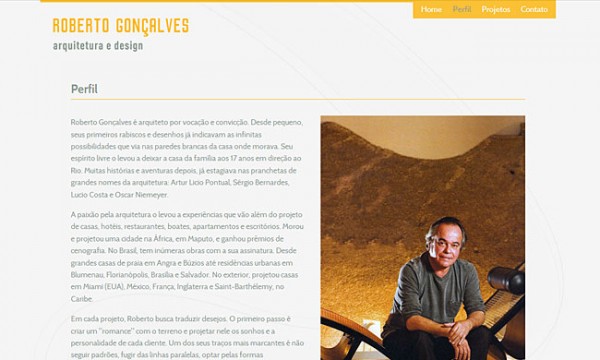 Home Perfil Projetos Contato
ROBERTO GONÇALVES
arquitetura e design
Perfil
Roberto Gonçalves é arquiteto por vocação e convicção. Desde pequeno,
seus primeiros rabiscos e desenhos já indicavam as infinitas
possibilidades que via nas paredes brancas da casa onde morava. Seu
espírito livre o levou a deixar a casa da família aos 17 anos em direção ao
Rio. Muitas histórias e aventuras depois, já estagiava nas pranchetas de
grandes nomes da arquitetura: Artur Licio Pontual, Sérgio Bernardes,
Lucio Costa e Oscar Niemeyer.
A paixão pela arquitetura o levou a experiências que vão além do projeto
de casas, hotéis, restaurantes, boates, apartamentos e escritórios. Morou
e projetou uma cidade na África, em Maputo, e ganhou prêmios de
cenografia. No Brasil, tem inúmeras obras com a sua assinatura. Desde
grandes casas de praia em Angra e Búzios até residências urbanas em
Blumenau, Florianópolis, Brasília e Salvador. No exterior, projetou casas
em Miami (EUA), México, França, Inglaterra e Saint-Barthélemy, no
Caribe.
Em cada projeto, Roberto busca traduzir desejos. O primeiro passo é
criar um "romance" com o terreno e projetar nele os sonhos e a
personalidade de cada cliente. Um dos seus traços mais marcantes é não
seguir padrões, fugir das linhas paralelas, optar pelas formas